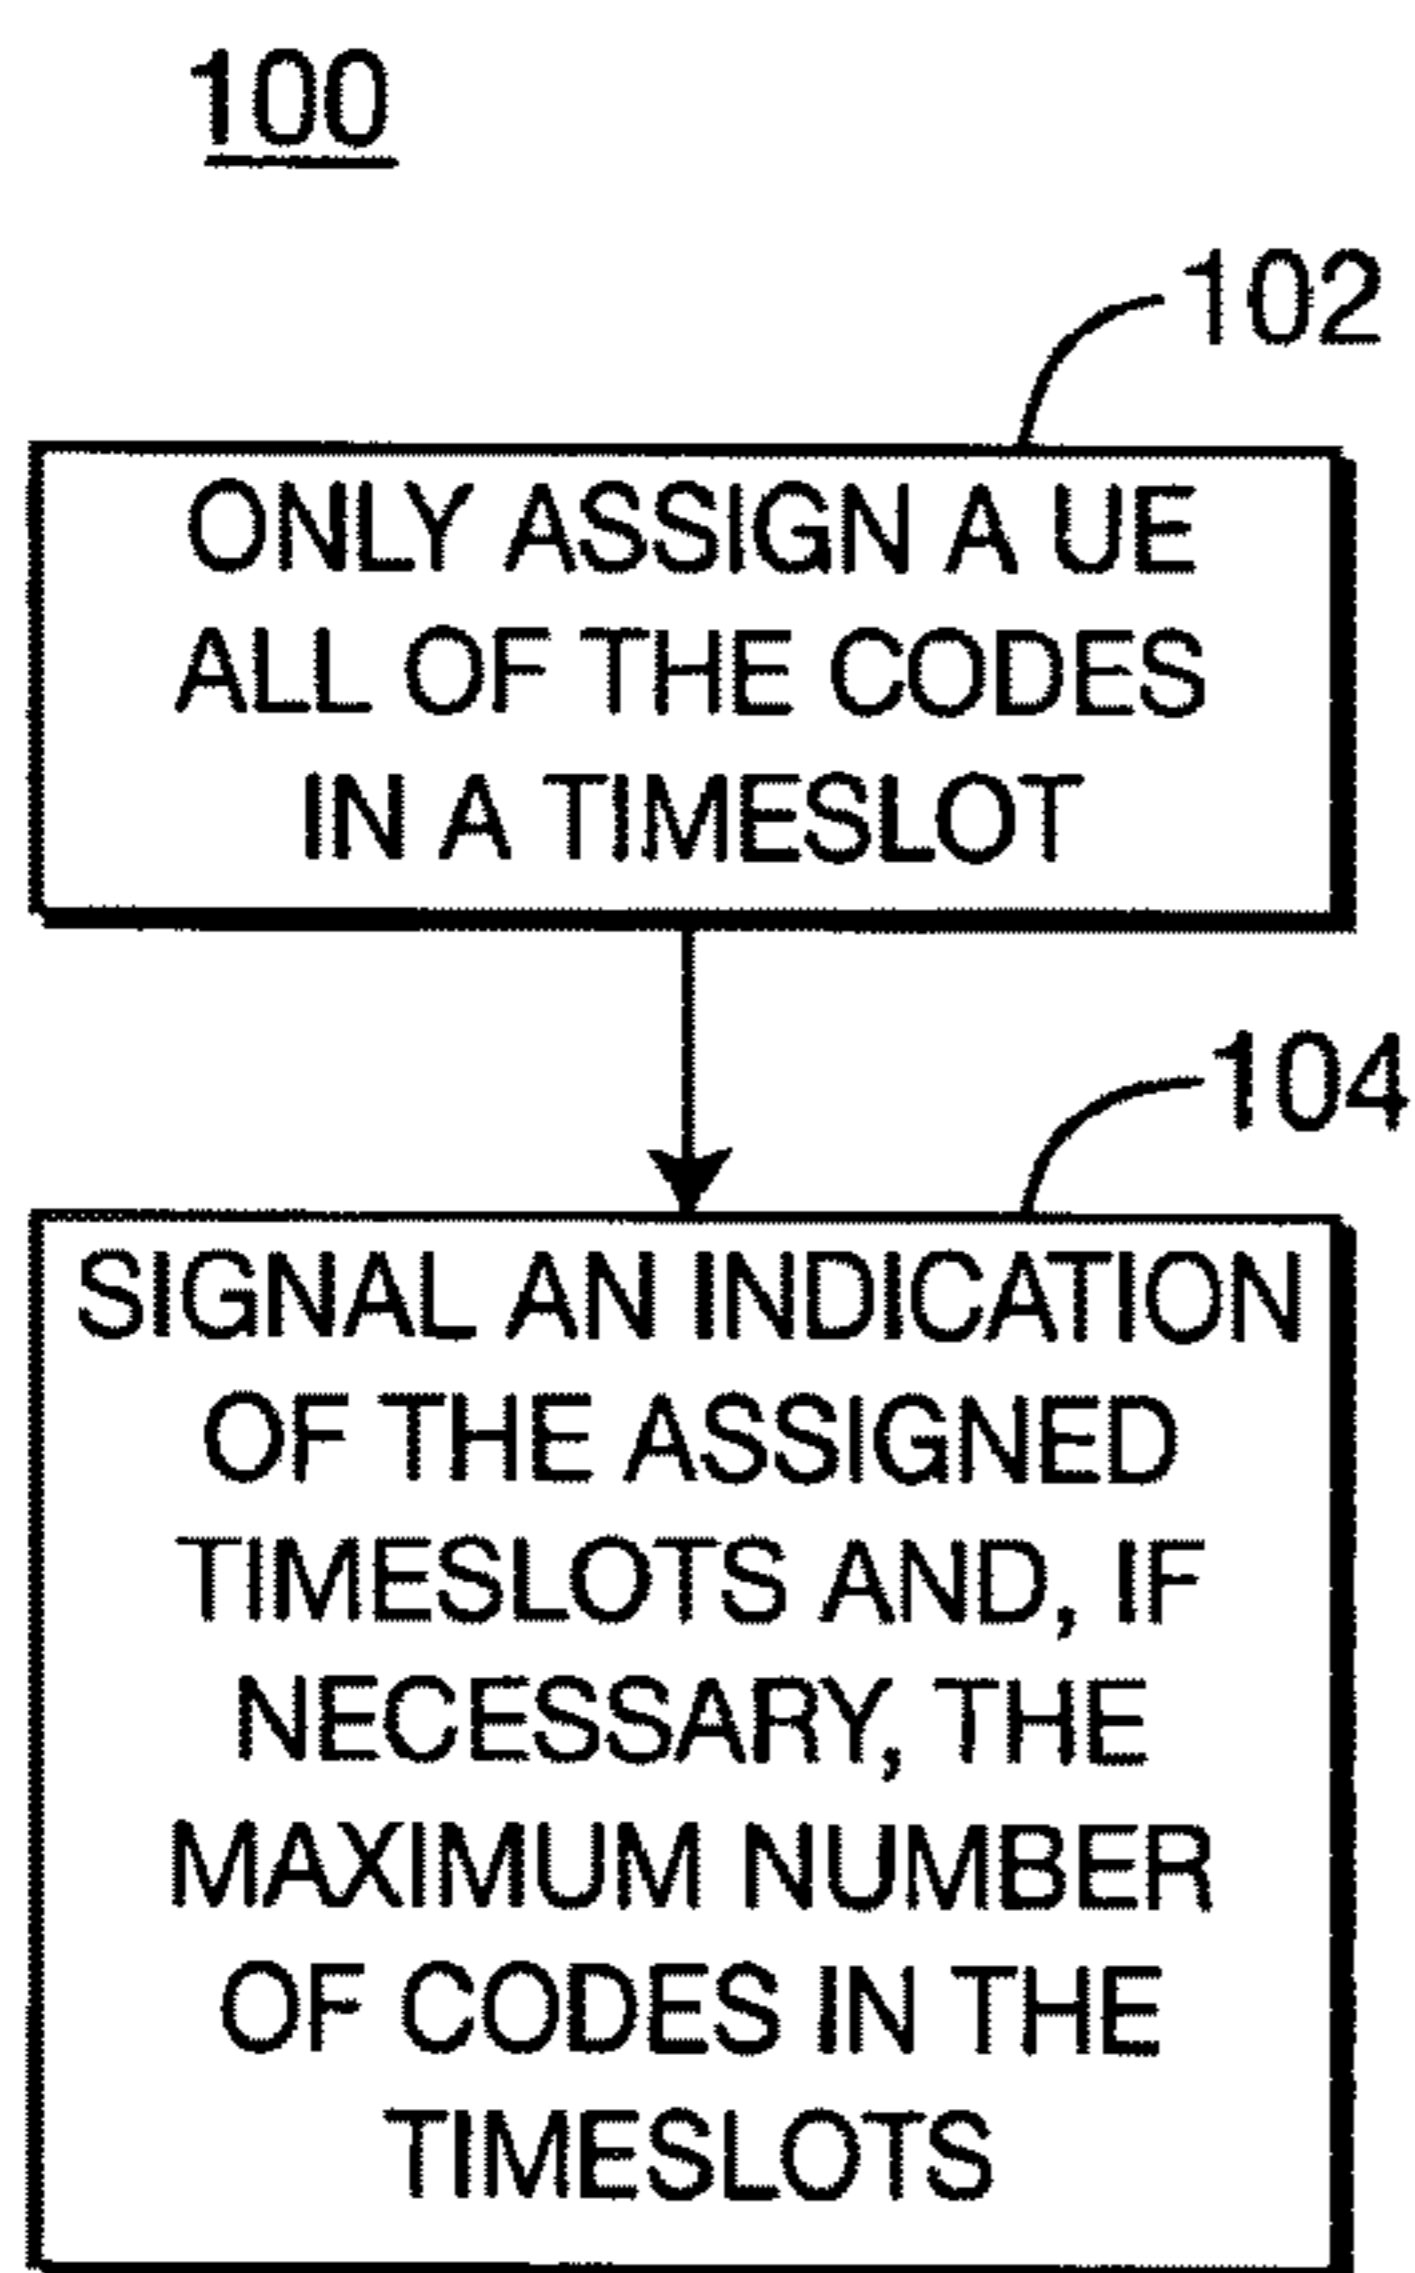 100
102
ONLY ASSIGN A UE
ALL OF THE CODES
IN A TIMESLOT
104
SIGNAL AN INDICATION
OF THE ASSIGNED
TIMESLOTS AND, IF
NECESSARY, THE
MAXIMUM NUMBER
OF CODES IN THE
TIMESLOTS